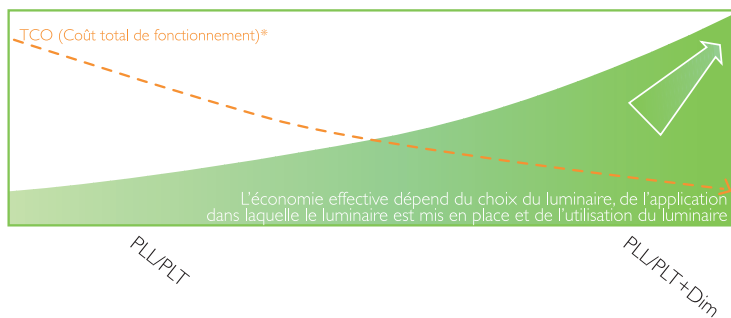 TCO (Coût total de fonctionnement)*
L’économie effective dépend du choix du luminaire, de l’application
dans laquelle le luminaire est mis en place et de l’utilisation du luminaire
PLL/PLT
PLL/PLT+Dim